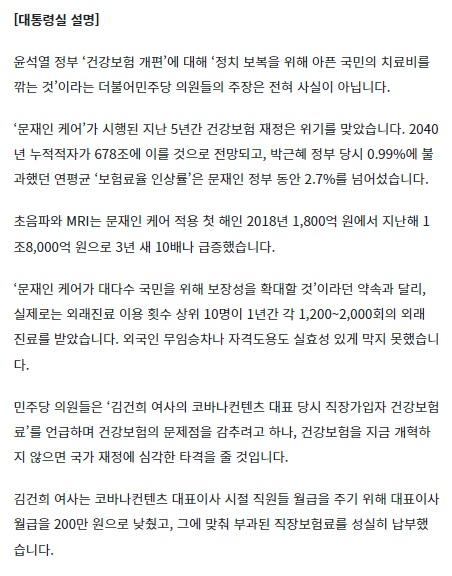 [대통령실 설명]
윤석열 정부 ‘건강보험 개편’에 대해 ‘정치 보복을 위해 아픈 국민의 치료비를
깎는 것’이라는 더불어민주당 의원들의 주장은 전혀 사실이 아닙니다.
‘문재인 케어’가 시행된 지난 5년간 건강보험 재정은 위기를 맞았습니다. 2040
년 누적적자가 678조에 이를 것으로 전망되고, 박근혜 정부 당시 0.99%에 불
과했던 연평균 ‘보험료율 인상률’은 문재인 정부 동안 2.7%를 넘어섰습니다.
초음파와 MRI는 문재인 케어 적용 첫 해인 2018년 1,800억 원에서 지난해 1
조8,000억 원으로 3년 새 10배나 급증했습니다.
‘문재인 케어가 대다수 국민을 위해 보장성을 확대할 것’이라던 약속과 달리,
실제로는 외래진료 이용 횟수 상위 10명이 1년간 각 1,200~2,000회의 외래
진료를 받았습니다. 외국인 무임승차나 자격도용도 실효성 있게 막지 못했습니
다.
민주당 의원들은 ‘김건희 여사의 코바나컨텐츠 대표 당시 직장가입자 건강보험
료’를 언급하며 건강보험의 문제점을 감추려고 하나, 건강보험을 지금 개혁하
지 않으면 국가 재정에 심각한 타격을 줄 것입니다.
김건희 여사는 코바나컨텐츠 대표이사 시절 직원들 월급을 주기 위해 대표이사
월급을 200만 원으로 낮췄고, 그에 맞춰 부과된 직장보험료를 성실히 납부했
습니다.